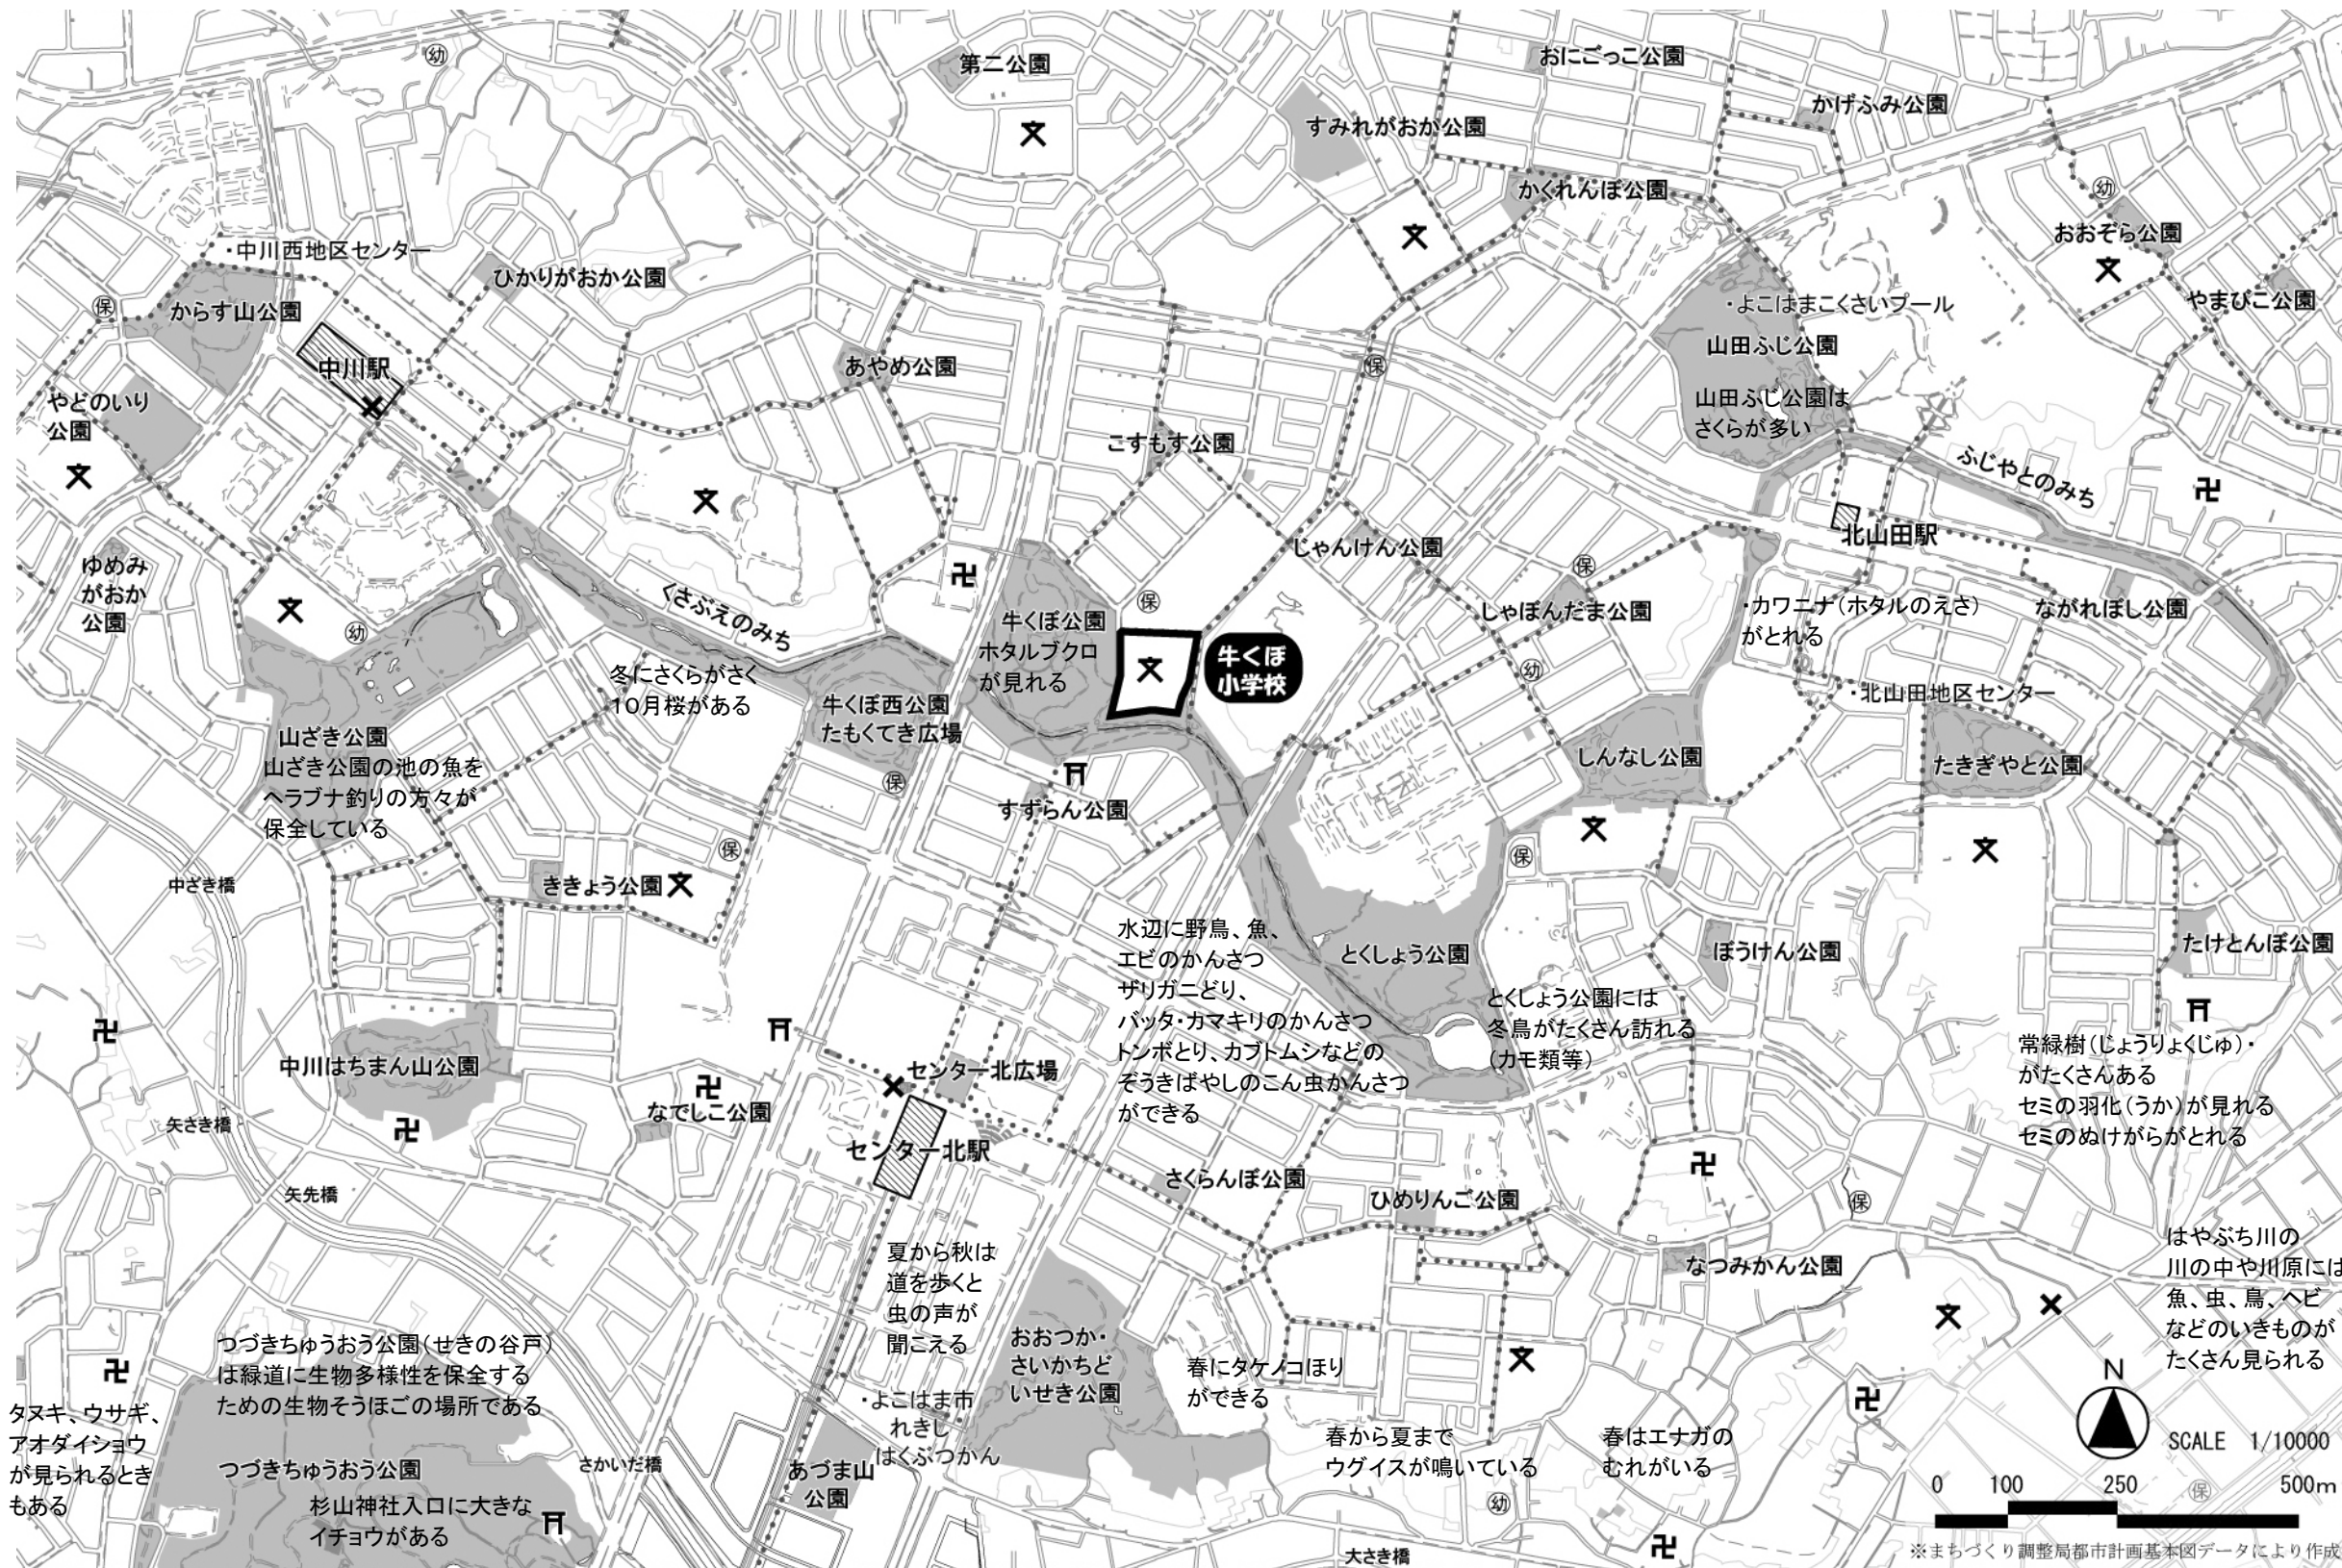 幼
第二公園
おにごっこ公園
かげふみ公園
すみれがおか公園
かくれんぼ公園
幼
おおぞら公園
・中川西地区センター
ひかりがおか公園
やまびこ公園
保
からす山公園
・よこはまこくさいプール
山田ふじ公園
中川駅
あやめ公園
保
山田ふじ公園は
さくらが多い
やどのいり
公園
こすもす公園
ふじやとのみち
北山田駅
じゃんけん公園
ゆめみ
がおか
公園
くさぶえのみち
保
しゃぼんだま公園
・カワニナ(ホタルのえさ)
がとれる
ながれぼし公園
牛くぼ公園
ホタルブクロ
が見れる
保
牛くぼ
小学校
幼
幼
冬にさくらがさく
10月桜がある
牛くぼ西公園
たもくてき広場
・北山田地区センター
山ざき公園
山ざき公園の池の魚を
ヘラブナ釣りの方々が
保全している
しんなし公園
たきぎやと公園
保
すずらん公園
保
保
中ざき橋
ききょう公園
水辺に野鳥、魚、
エビのかんさつ
ザリガニどり、
バッタ・カマキリのかんさつ
トンボとり、カブトムシなどの
ぞうきばやしのこん虫かんさつ
ができる
とくしょう公園
ぼうけん公園
たけとんぼ公園
とくしょう公園には
冬鳥がたくさん訪れる
(カモ類等)
常緑樹(じょうりょくじゅ)・
がたくさんある
セミの羽化(うか)が見れる
セミのぬけがらがとれる
中川はちまん山公園
センター北広場
なでしこ公園
矢さき橋
センター北駅
さくらんぼ公園
矢先橋
ひめりんご公園
保
夏から秋は
道を歩くと
虫の声が
聞こえる
なつみかん公園
はやぶち川の
川の中や川原には
魚、虫、鳥、ヘビ
などのいきものが
たくさん見られる
つづきちゅうおう公園(せきの谷戸)
は緑道に生物多様性を保全する
ための生物そうほごの場所である
おおつか・
さいかちど
いせき公園
春にタケノコほり
ができる
タヌキ、ウサギ、
アオダイショウ
が見られるとき
もある
・よこはま市
れきし
はくぶつかん
春から夏まで
ウグイスが鳴いている
春はエナガの
むれがいる
つづきちゅうおう公園
さかいだ橋
あづま山
公園
杉山神社入口に大きな
イチョウがある
幼
大さき橋
N
SCALE 1/10000
0 100 250 500m
保
※まちづくり調整局都市計画基本図データにより作成